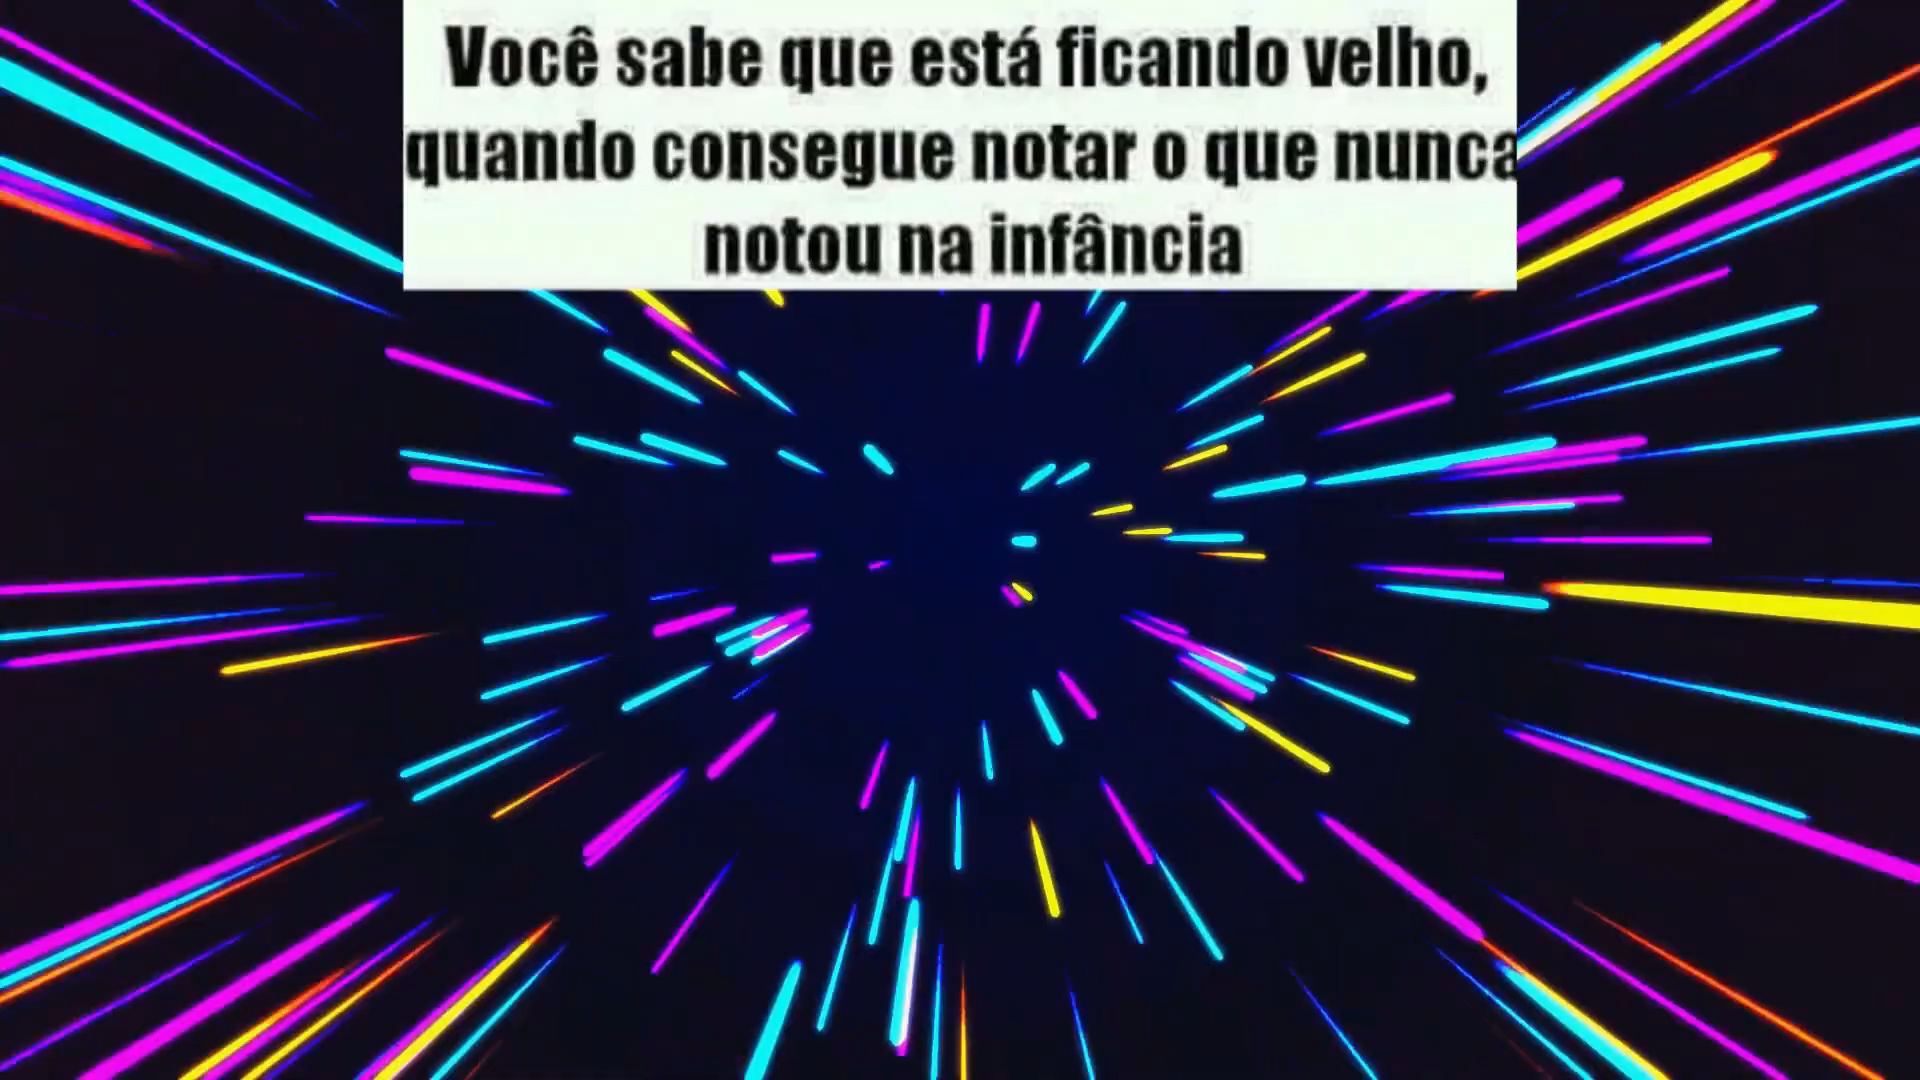 Você sabe que está ficando velho,
quando consegue notar o que nunca
notou na infância